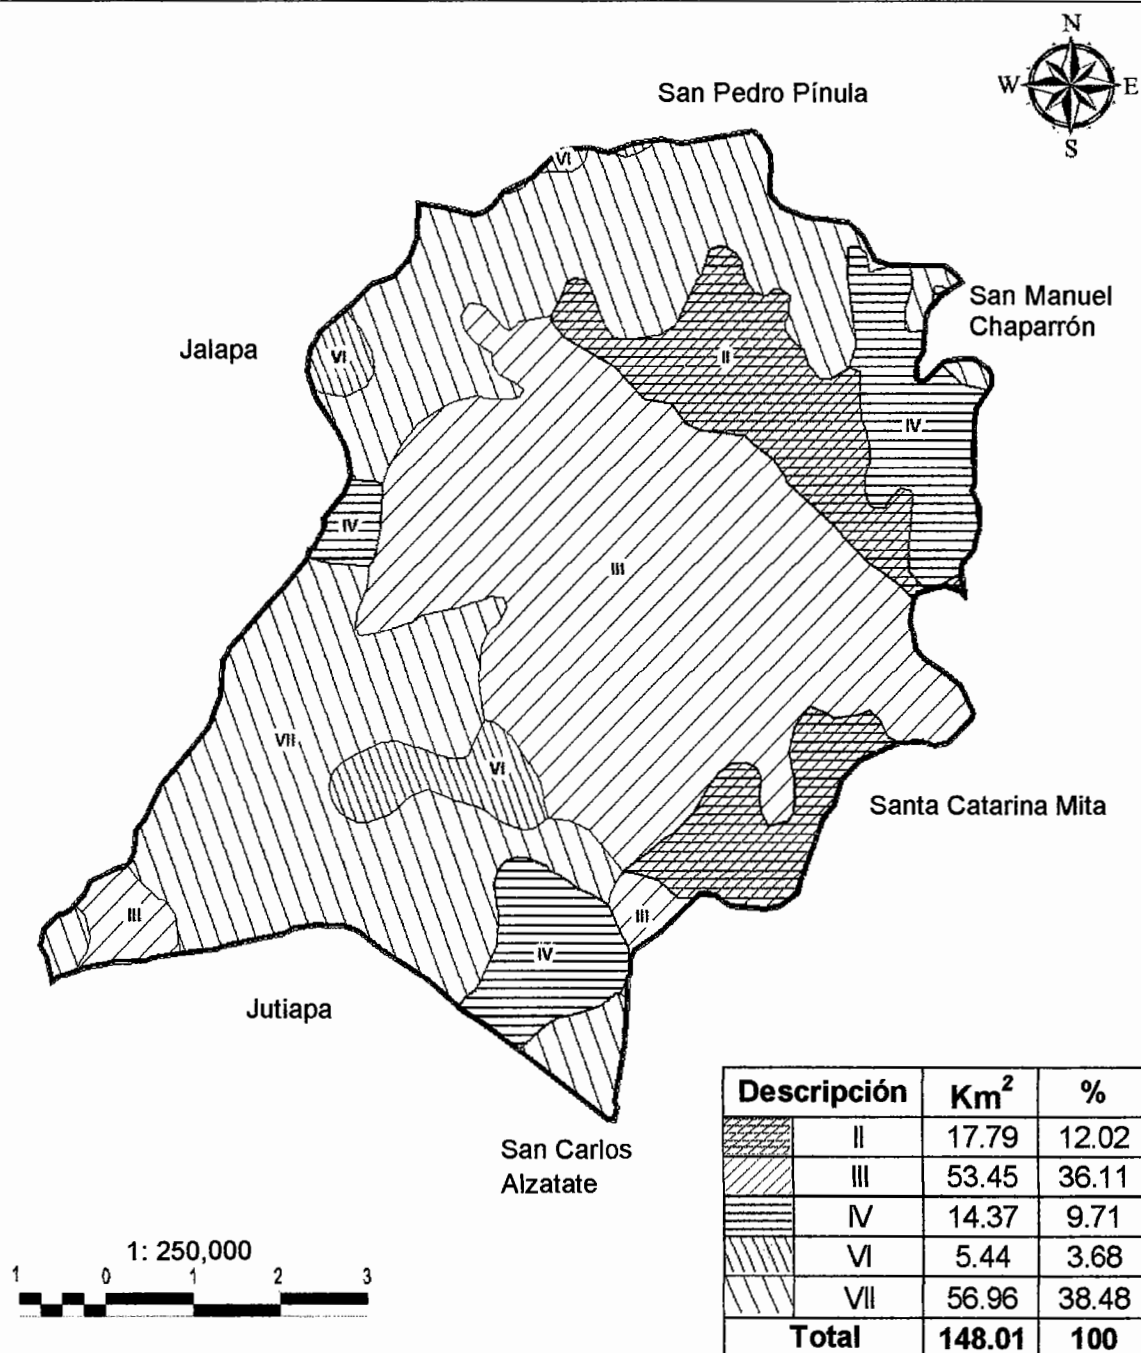 N
W E
S
San Pedro Pínula
VI
San Manuel
Chaparrón
Jalapa
VI
II
IV
IV
III
VII
VI
Santa Catarina Mita
III
III
IV
Jutiapa
San Carlos
Alzatate
1: 250,000
1 0 1 2 3
Descripción Km² %
II 17.79 12.02
III 53.45 36.11
IV 14.37 9.71
VI 5.44 3.68
VII 56.96 38.48
Total 148.01 100